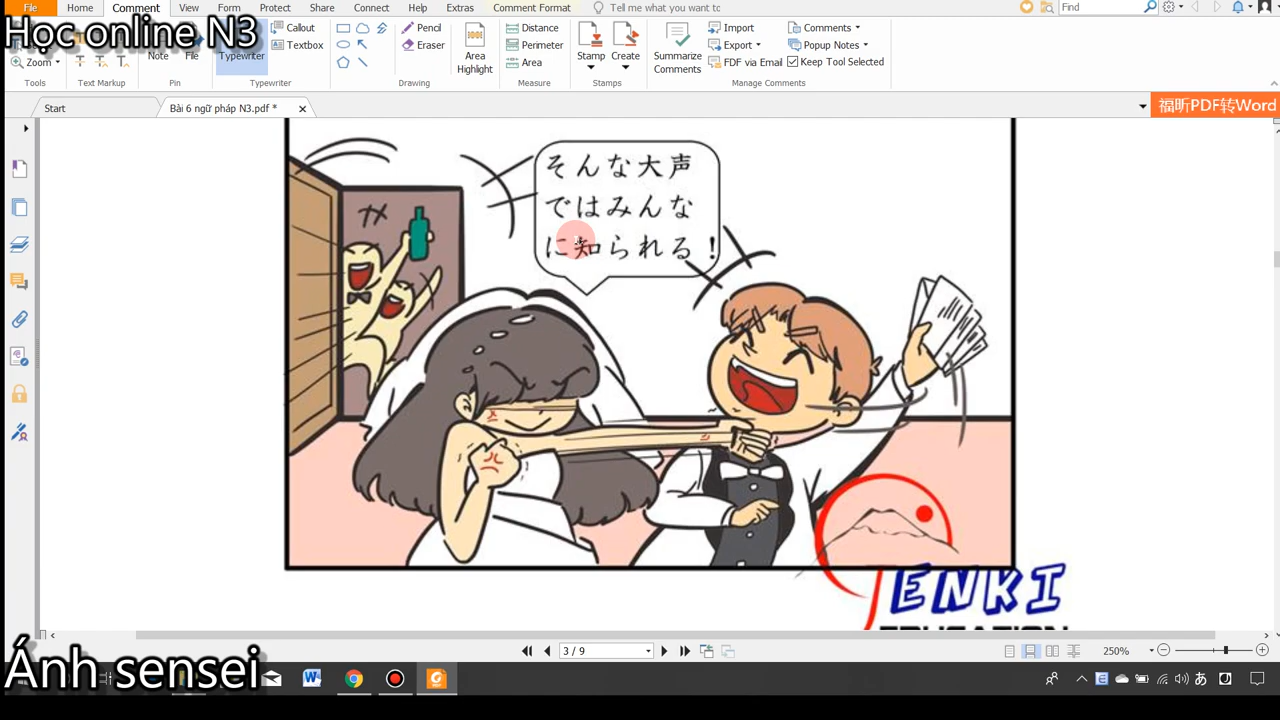 File Home Comment View Form Protect Share Connect Help Extras Comment Format Tell me what you want to Find
Học online N3
Note File Typewriter
Callout
Textbox
Pencil
Eraser
Area Highlight
Distance
Perimeter
Area
Stamp Create
Summarize Comments
Import
Export
FDF via Email
Comments
Popup Notes
Keep Tool Selected
Zoom
Tools Text Markup Pin Typewriter Drawing Measure Stamps Manage Comments
Start Bài 6 ngữ pháp N3.pdf *
福昕PDF转Word
そんな大声
ではみんな
に知られる！
ENKI
3 / 9
250%
Ánh sensei